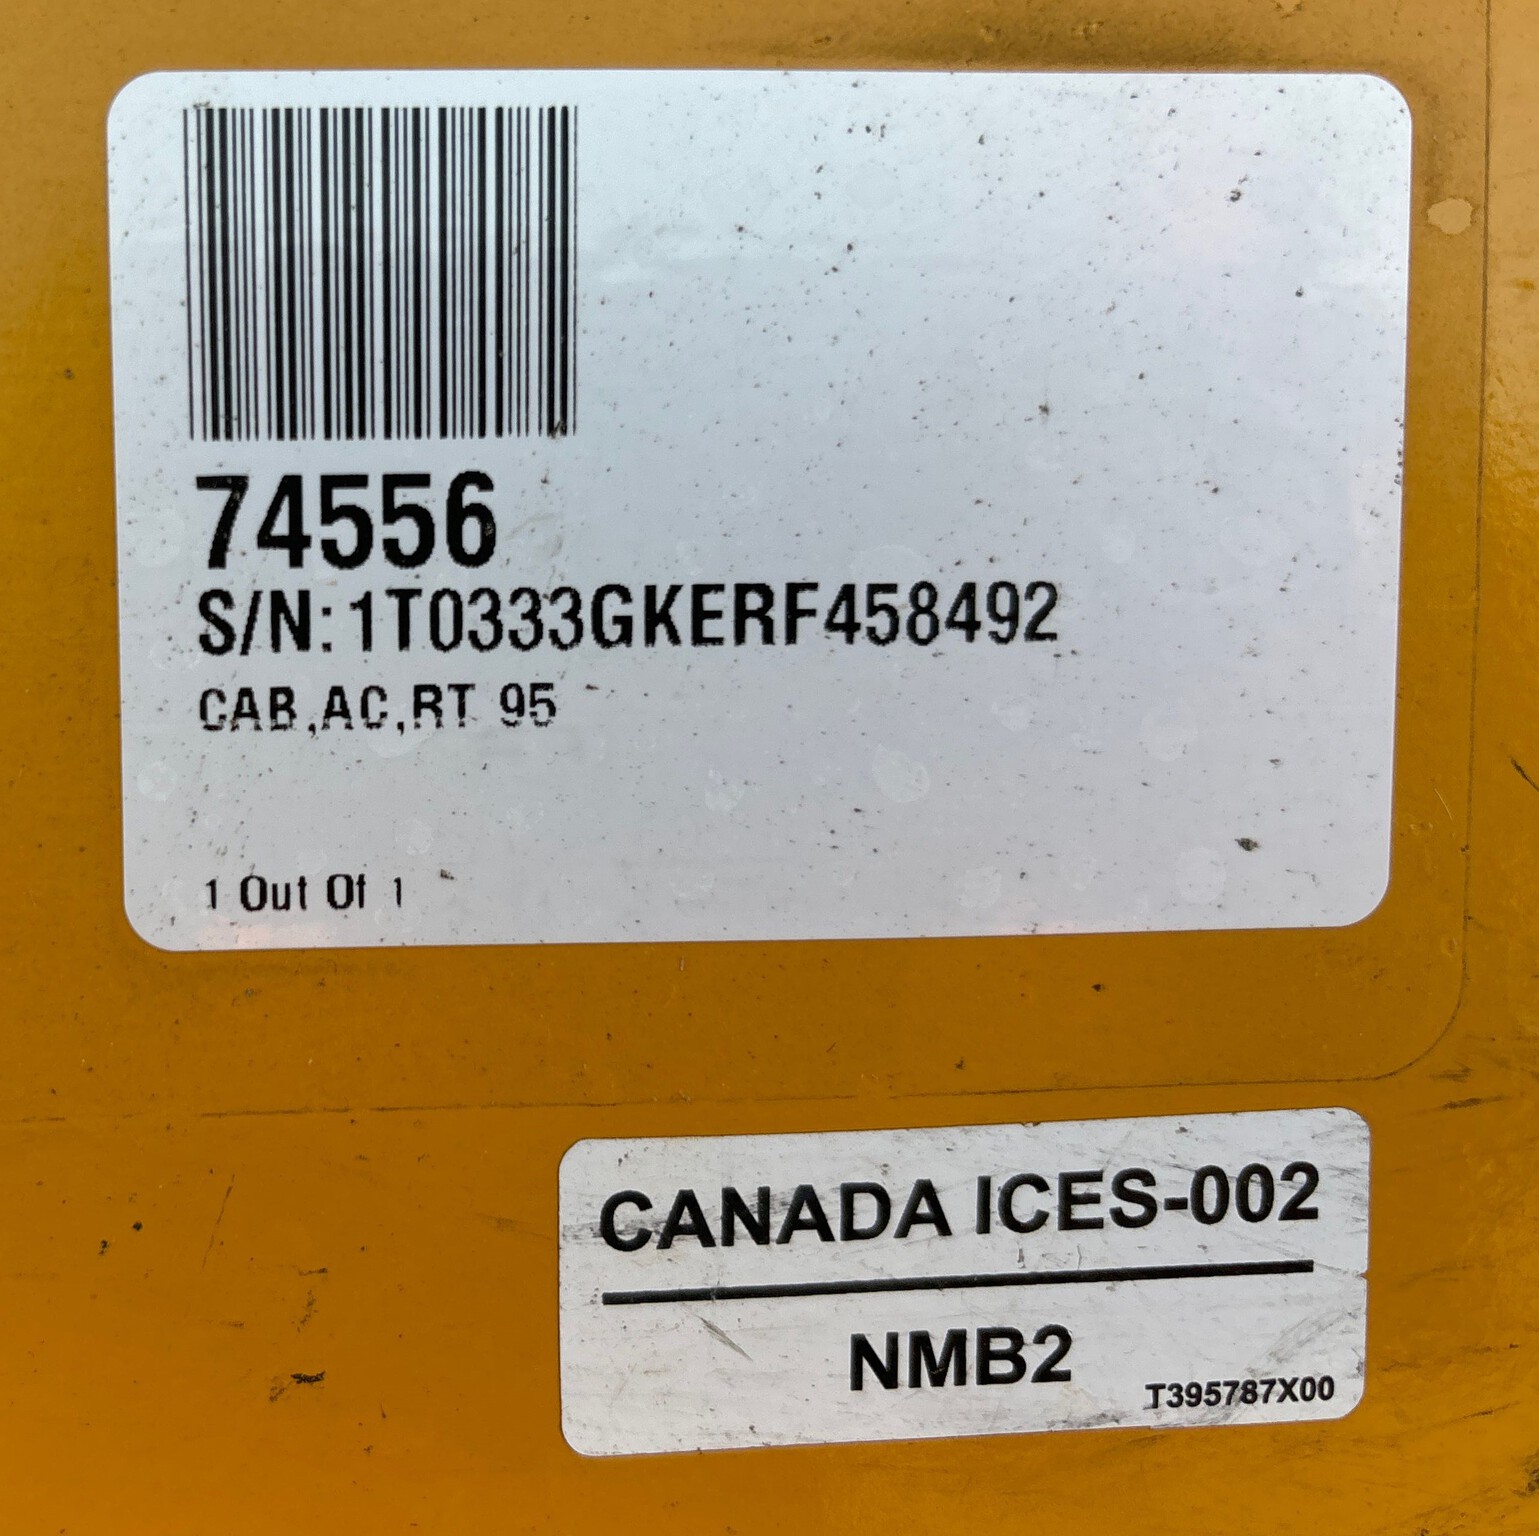 74556
S/N: 1T0333GKERF458492
CAB,AC,RT 95
1 Out Of 1
CANADA ICES-002
NMB2
T395787X00